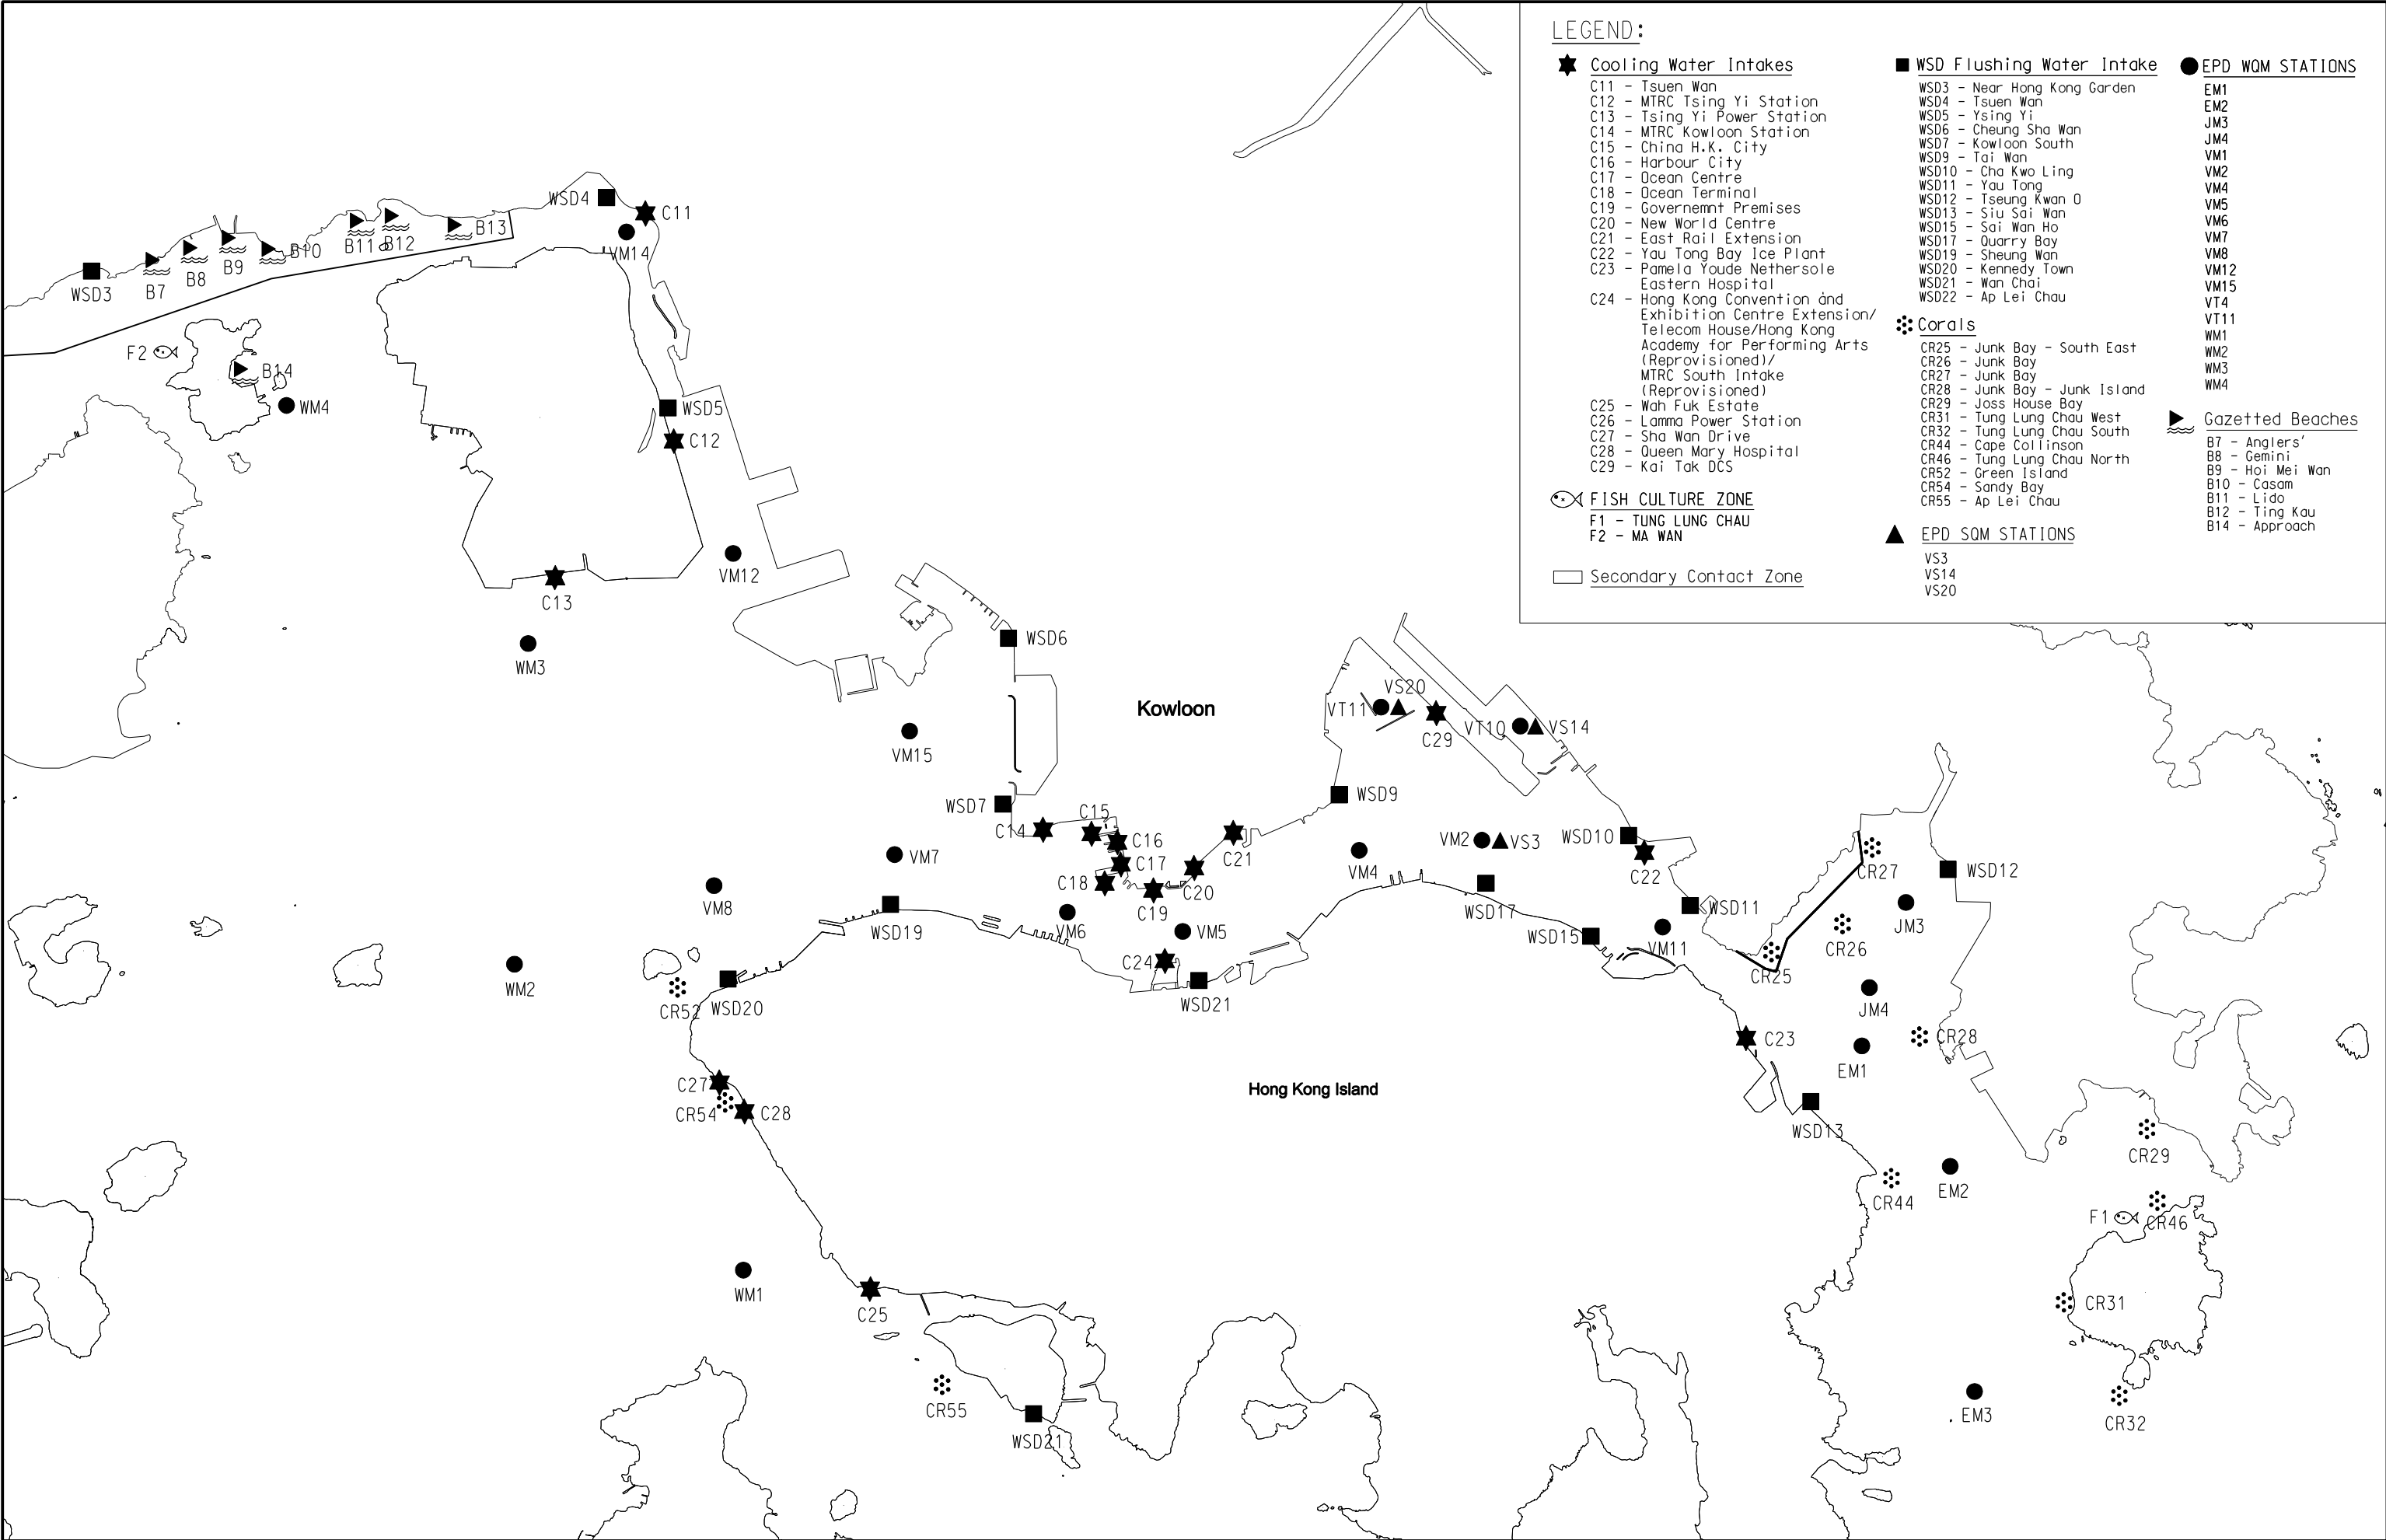 LEGEND:
Cooling Water Intakes
C11 - Tsuen Wan
C12 - MTRC Tsing Yi Station
C13 - Tsing Yi Power Station
C14 - MTRC Kowloon Station
C15 - China H.K. City
C16 - Harbour City
C17 - Ocean Centre
C18 - Ocean Terminal
C19 - Governemnt Premises
C20 - New World Centre
C21 - East Rail Extension
C22 - Yau Tong Bay Ice Plant
C23 - Pamela Youde Nethersole
Eastern Hospital
C24 - Hong Kong Convention and
Exhibition Centre Extension/
Telecom House/Hong Kong
Academy for Performing Arts
(Reprovisioned)/
MTRC South Intake
(Reprovisioned)
C25 - Wah Fuk Estate
C26 - Lamma Power Station
C27 - Sha Wan Drive
C28 - Queen Mary Hospital
C29 - Kai Tak DCS
FISH CULTURE ZONE
F1 - TUNG LUNG CHAU
F2 - MA WAN
Secondary Contact Zone
WSD Flushing Water Intake
WSD3 - Near Hong Kong Garden
WSD4 - Tsuen Wan
WSD5 - Ysing Yi
WSD6 - Cheung Sha Wan
WSD7 - Kowloon South
WSD9 - Tai Wan
WSD10 - Cha Kwo Ling
WSD11 - Yau Tong
WSD12 - Tseung Kwan O
WSD13 - Siu Sai Wan
WSD15 - Sai Wan Ho
WSD17 - Quarry Bay
WSD19 - Sheung Wan
WSD20 - Kennedy Town
WSD21 - Wan Chai
WSD22 - Ap Lei Chau
Corals
CR25 - Junk Bay - South East
CR26 - Junk Bay
CR27 - Junk Bay
CR28 - Junk Bay - Junk Island
CR29 - Joss House Bay
CR31 - Tung Lung Chau West
CR32 - Tung Lung Chau South
CR44 - Cape Collinson
CR46 - Tung Lung Chau North
CR52 - Green Island
CR54 - Sandy Bay
CR55 - Ap Lei Chau
EPD SQM STATIONS
VS3
VS14
VS20
EPD WQM STATIONS
EM1
EM2
JM3
JM4
VM1
VM2
VM4
VM5
VM6
VM7
VM8
VM12
VM15
VT4
VT11
WM1
WM2
WM3
WM4
Gazetted Beaches
B7 - Anglers'
B8 - Gemini
B9 - Hoi Mei Wan
B10 - Casam
B11 - Lido
B12 - Ting Kau
B14 - Approach
WSD4
C11
VM14
B13
B12
B11
B10
B9
B8
B7
WSD3
F2
B14
WM4
WSD5
C12
VM12
C13
WM3
WSD6
Kowloon
VM15
VS20
VT11
C29
VT10
VS14
WSD7
C14
C15
C16
C17
C18
C19
C20
C21
WSD9
VM4
VM2
VS3
WSD10
C22
WSD17
WSD11
VM11
WSD15
CR27
WSD12
JM3
CR26
CR25
JM4
CR28
EM1
C23
WSD13
VM7
VM8
WSD19
VM6
VM5
C24
WSD21
WM2
CR52
WSD20
C27
CR54
C28
Hong Kong Island
CR44
EM2
CR29
F1
CR46
CR31
CR32
EM3
WM1
C25
CR55
WSD21